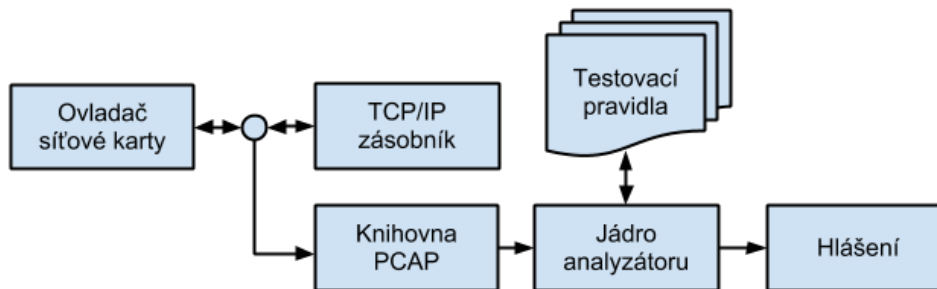 Ovladač
síťové karty
TCP/IP
zásobník
Testovací
pravidla
Knihovna
PCAP
Jádro
analyzátoru
Hlášení